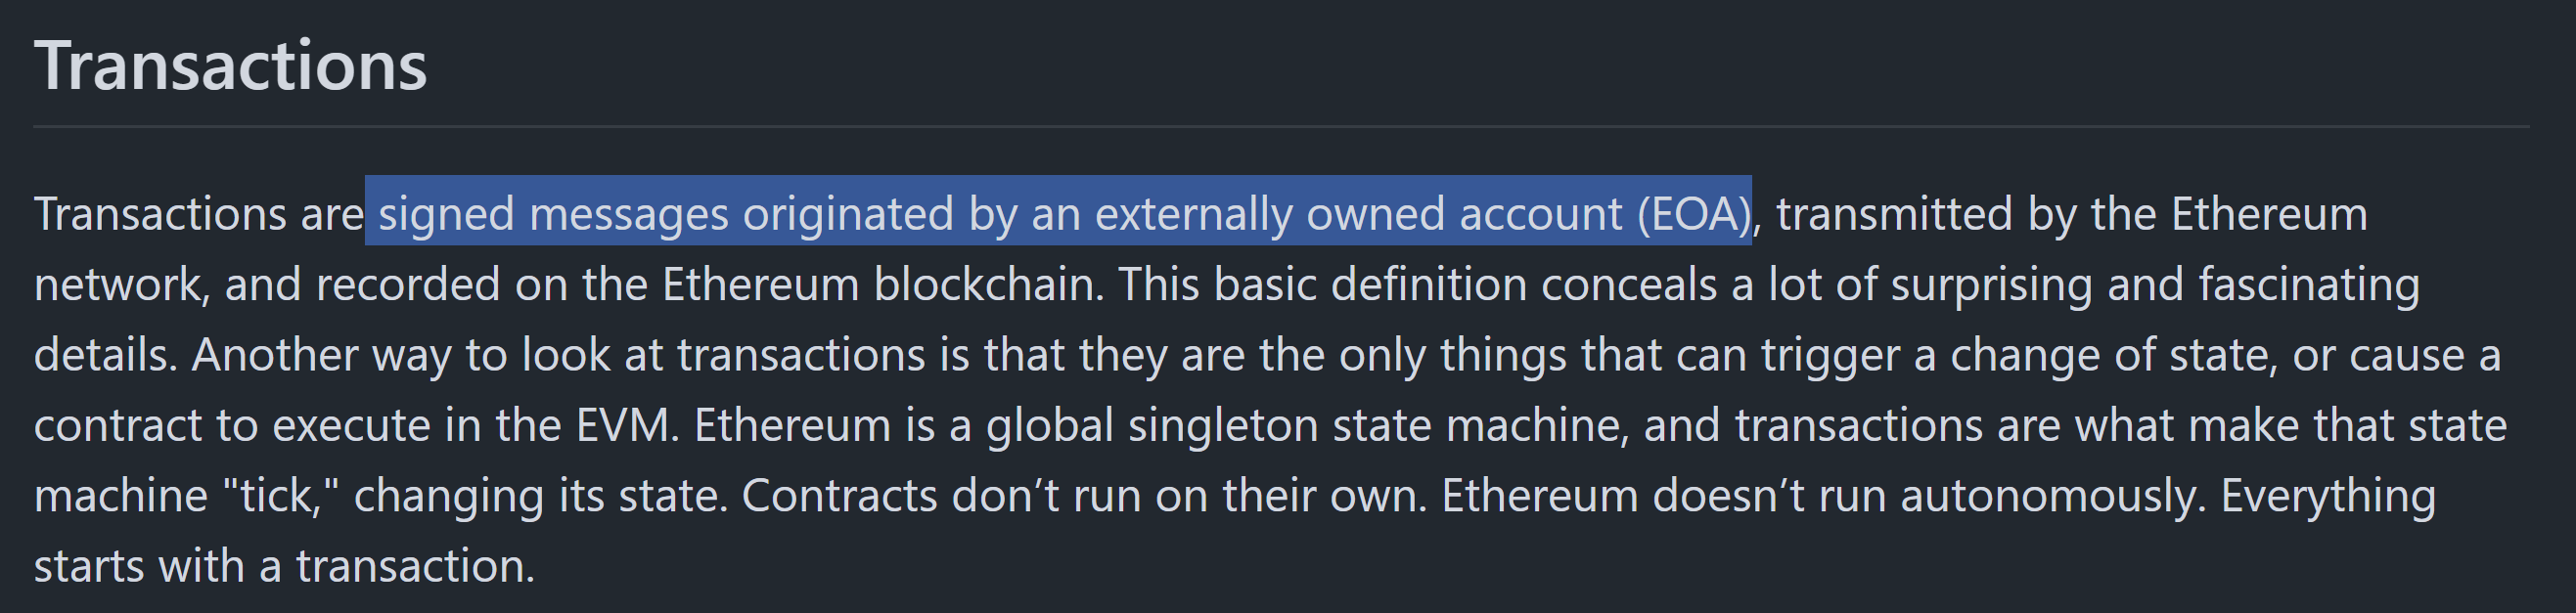 Transactions
Transactions are signed messages originated by an externally owned account (EOA), transmitted by the Ethereum
network, and recorded on the Ethereum blockchain. This basic definition conceals a lot of surprising and fascinating
details. Another way to look at transactions is that they are the only things that can trigger a change of state, or cause a
contract to execute in the EVM. Ethereum is a global singleton state machine, and transactions are what make that state
machine "tick," changing its state. Contracts don’t run on their own. Ethereum doesn’t run autonomously. Everything
starts with a transaction.